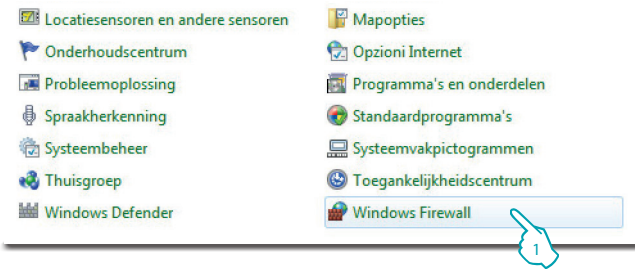 Locatiesensoren en andere sensoren
Onderhoudscentrum
Probleemoplossing
Spraakherkenning
Systeembeheer
Thuisgroep
Windows Defender
Mapopties
Opzioni Internet
Programma's en onderdelen
Standaardprogramma's
Systeemvakpictogrammen
Toegankelijkheidscentrum
Windows Firewall
1